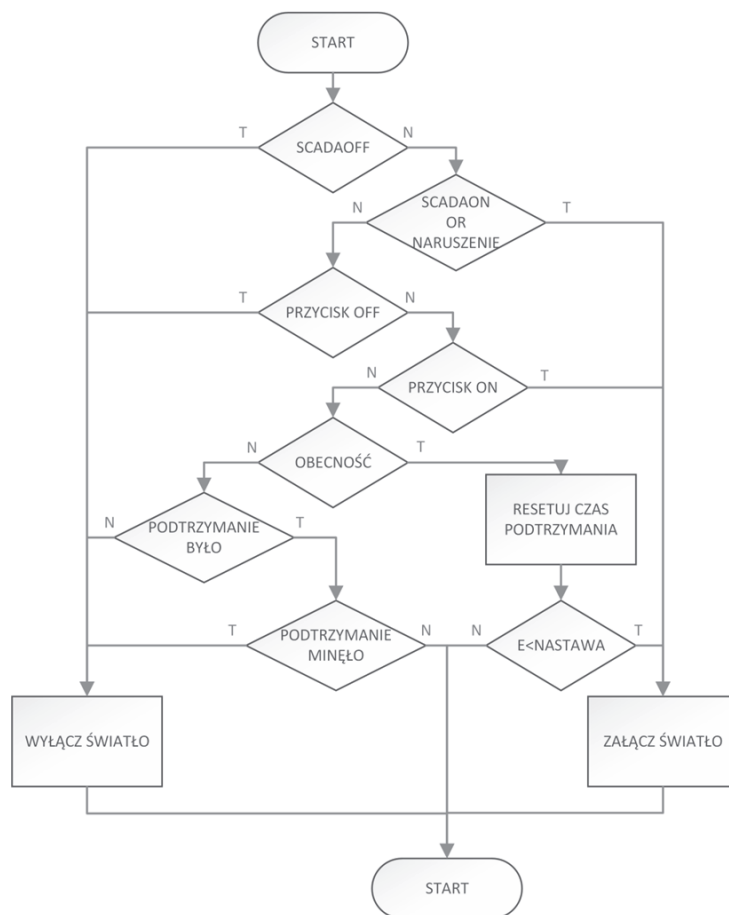 START
T
N
SCADAOFF
SCADAON
OR
NARUSZENIE
N
T
T
N
PRZYCISK OFF
N
T
PRZYCISK ON
N
T
OBECNOŚĆ
RESETUJ CZAS
PODTRZYMANIA
N
T
PODTRZYMANIE
BYŁO
T
N
N
T
PODTRZYMANIE
MINĘŁO
E<NASTAWA
WYŁĄCZ ŚWIATŁO
ZAŁĄCZ ŚWIATŁO
START